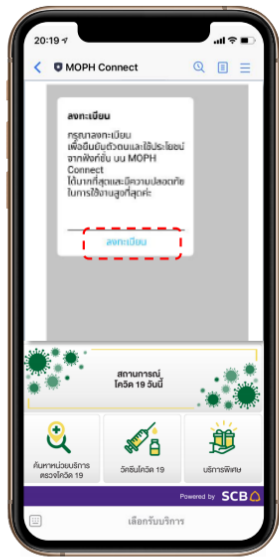 20:19
MOPH Connect
ลงทะเบียน
กรุณาลงทะเบียน
เพื่อยืนยันตัวตนและใช้ประโยชน์
จากฟังก์ชั่น บน MOPH
Connect
ได้มากที่สุดและมีความปลอดภัย
ในการใช้งานสูงที่สุดค่ะ
ลงทะเบียน
สถานการณ์
โควิด 19 วันนี้
ค้นหาหน่วยบริการ
ตรวจโควิด 19
วัคซีนโควิด 19
บริการพิเศษ
Powered by SCB
เลือกรับบริการ